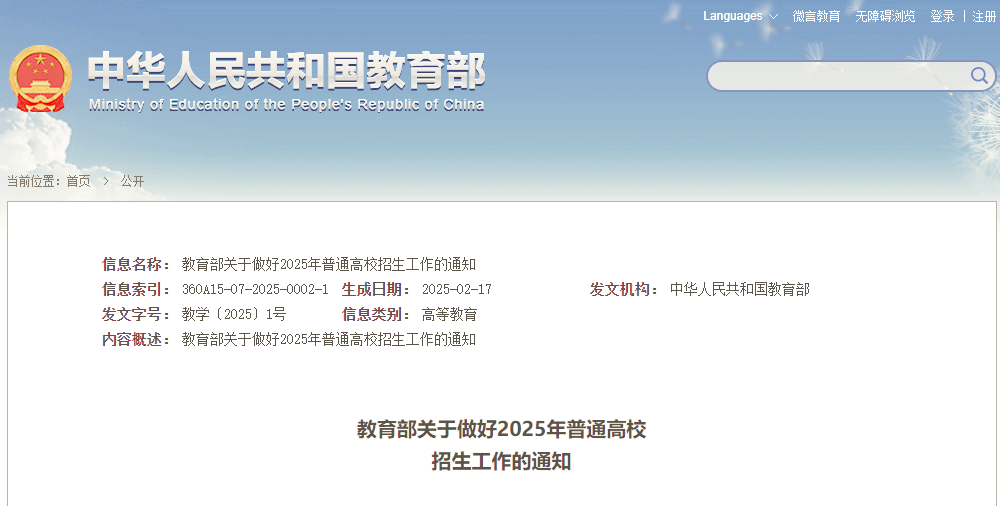 Languages 微言教育 无障碍浏览 登录 | 注册
中华人民共和国教育部
Ministry of Education of the People's Republic of China
当前位置：首页 > 公开
信息名称： 教育部关于做好2025年普通高校招生工作的通知
信息索引： 360A15-07-2025-0002-1 生成日期： 2025-02-17 发文机构： 中华人民共和国教育部
发文字号： 教学〔2025〕1号 信息类别： 高等教育
内容概述： 教育部关于做好2025年普通高校招生工作的通知
教育部关于做好2025年普通高校
招生工作的通知